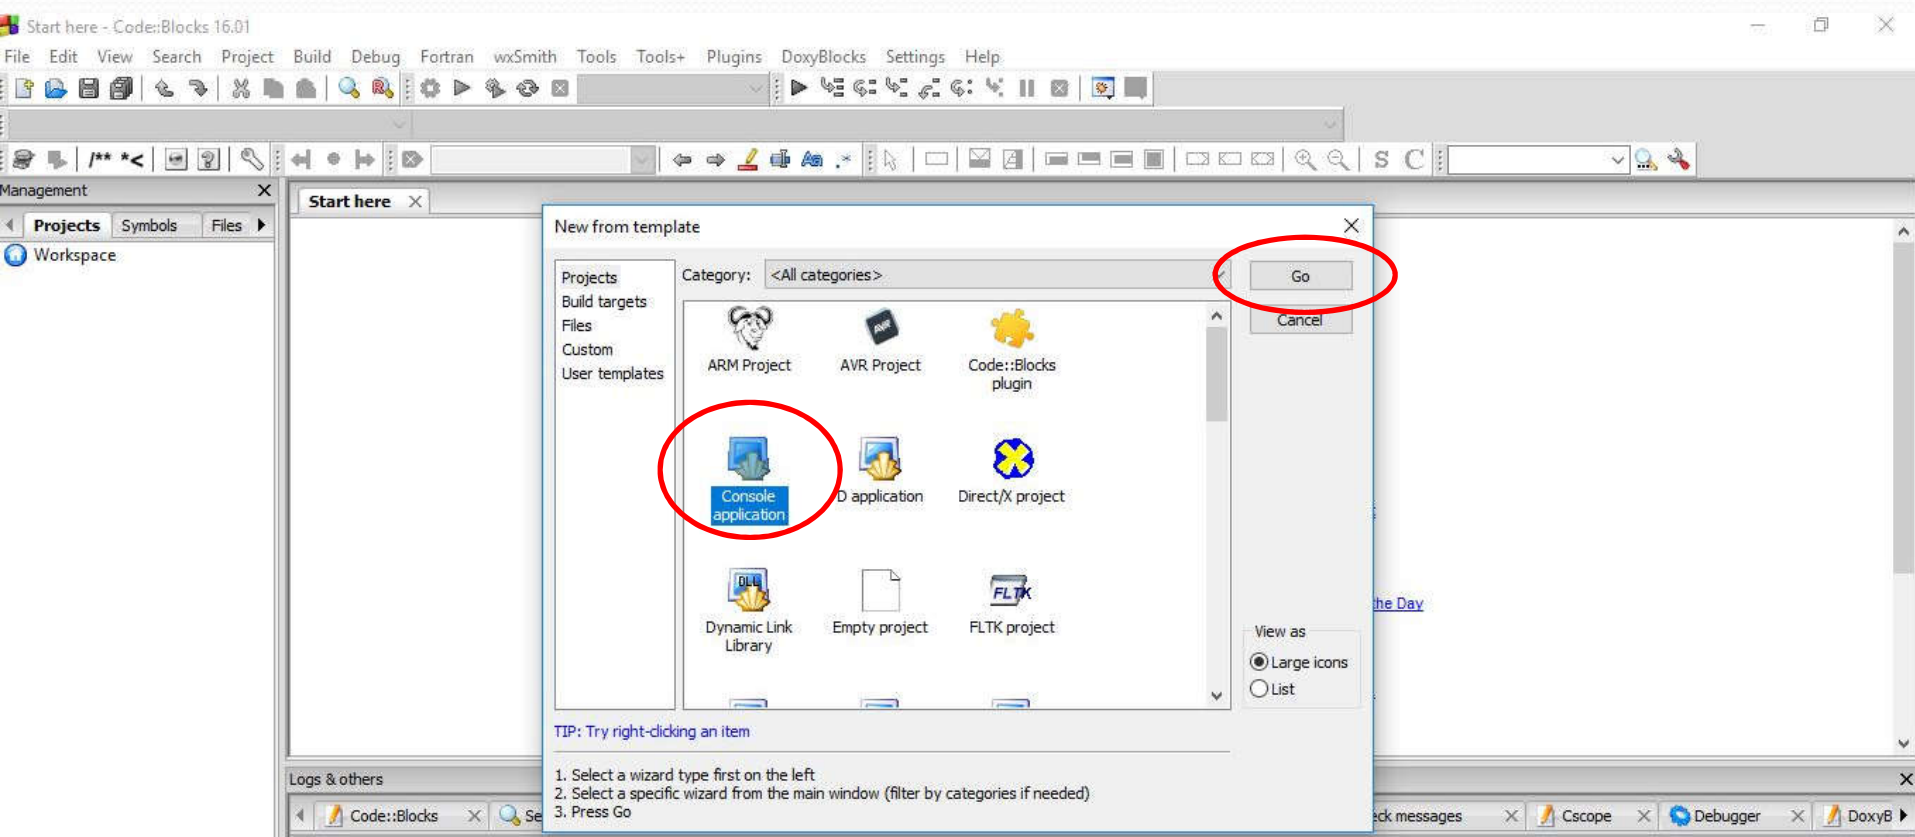 Start here - Code::Blocks 16.01
File Edit View Search Project Build Debug Fortran wxSmith Tools Tools+ Plugins DoxyBlocks Settings Help
/** *<
S C
Management
Start here
Projects Symbols Files
Workspace
New from template
Projects
Build targets
Files
Custom
User templates
Category: <All categories>
Go
Cancel
AVR
ARM Project AVR Project Code::Blocks
plugin
Console
application
D application Direct/X project
DLL
FLTK
Dynamic Link
Library
Empty project FLTK project
the Day
View as
Large icons
List
TIP: Try right-clicking an item
1. Select a wizard type first on the left
2. Select a specific wizard from the main window (filter by categories if needed)
3. Press Go
Logs & others
Code::Blocks Se eck messages Cscope Debugger DoxyB